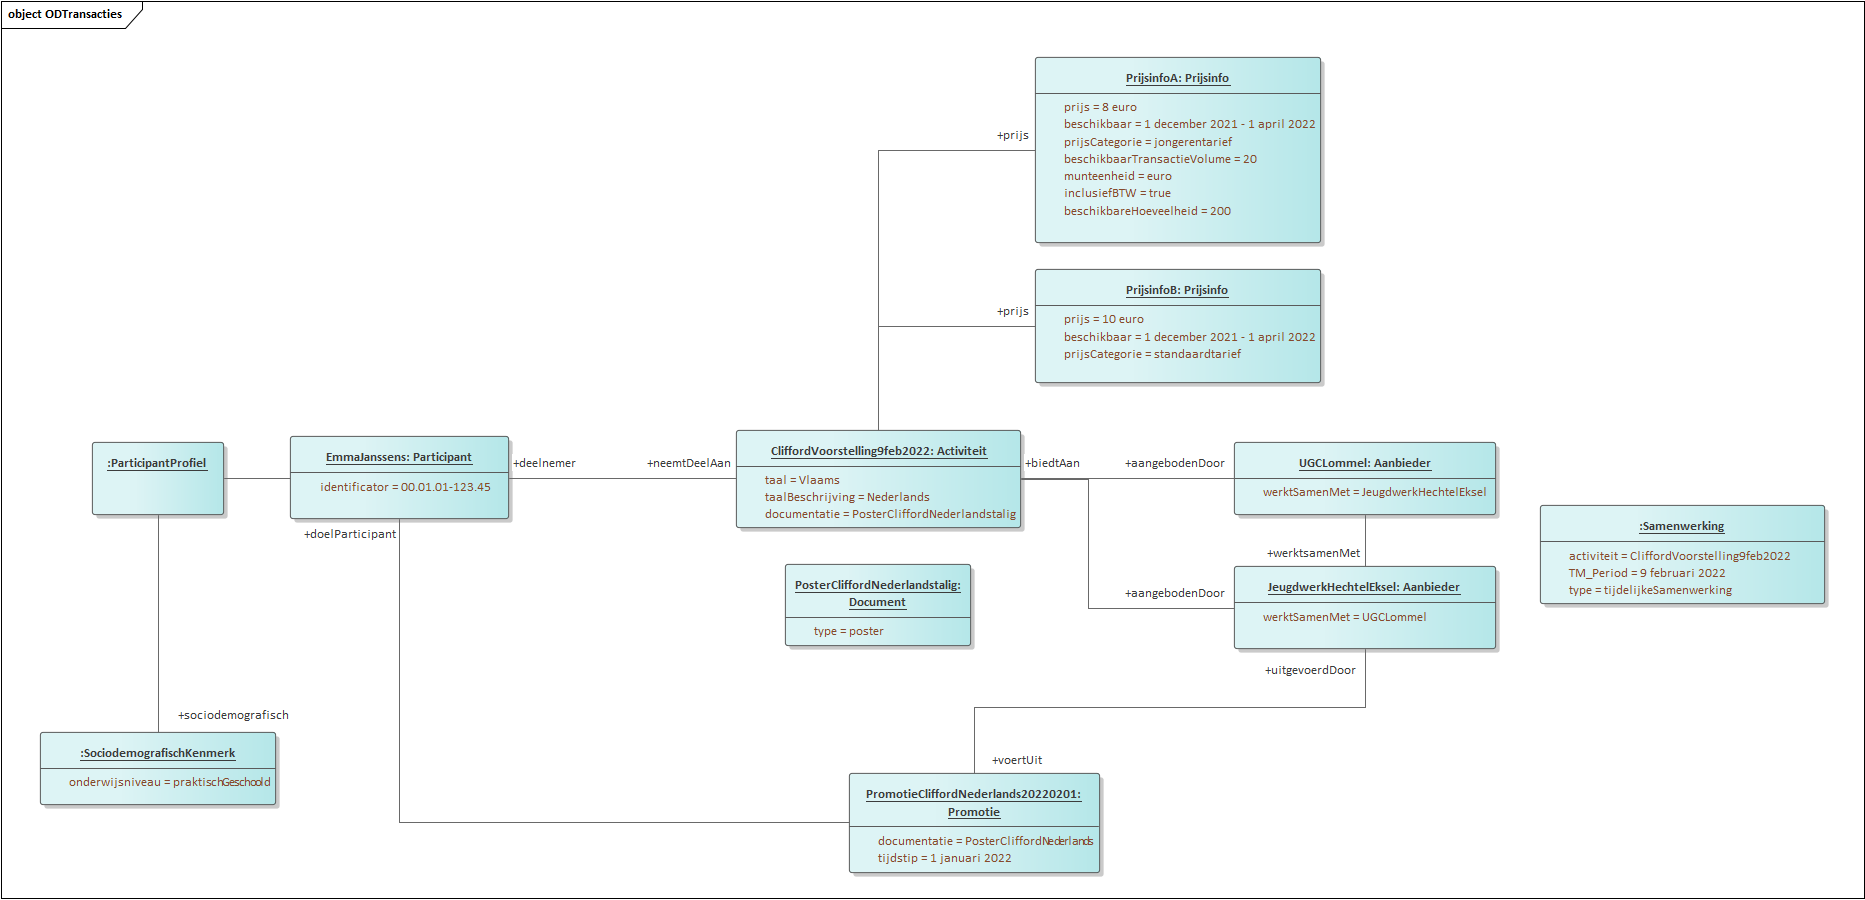 object ODTransacties
PrijsinfoA: Prijsinfo
prijs = 8 euro
beschikbaar = 1 december 2021 - 1 april 2022
prijsCategorie = jongerentarief
beschikbaarTransactieVolume = 20
munteenheid = euro
inclusiefBTW = true
beschikbareHoeveelheid = 200
+prijs
PrijsinfoB: Prijsinfo
prijs = 10 euro
beschikbaar = 1 december 2021 - 1 april 2022
prijsCategorie = standaardtarief
+prijs
:ParticipantProfiel
EmmaJanssens: Participant
identificator = 00.01.01-123.45
+deelnemer
+neemtDeelAan
+doelParticipant
CliffordVoorstelling9feb2022: Activiteit
taal = Vlaams
taalBeschrijving = Nederlands
documentatie = PosterCliffordNederlandstalig
+biedtAan
+aangebodenDoor
UGCLommel: Aanbieder
werktSamenMet = JeugdwerkHechtelEksel
+werktsamenMet
:Samenwerking
activiteit = CliffordVoorstelling9feb2022
TM_Period = 9 februari 2022
type = tijdelijkeSamenwerking
PosterCliffordNederlandstalig:
Document
type = poster
+aangebodenDoor
JeugdwerkHechtelEksel: Aanbieder
werktSamenMet = UGCLommel
+uitgevoerdDoor
+sociodemografisch
:SociodemografischKenmerk
onderwijsniveau = praktischGeschoold
+voertUit
PromotieCliffordNederlands20220201:
Promotie
documentatie = PosterCliffordNederlands
tijdstip = 1 januari 2022